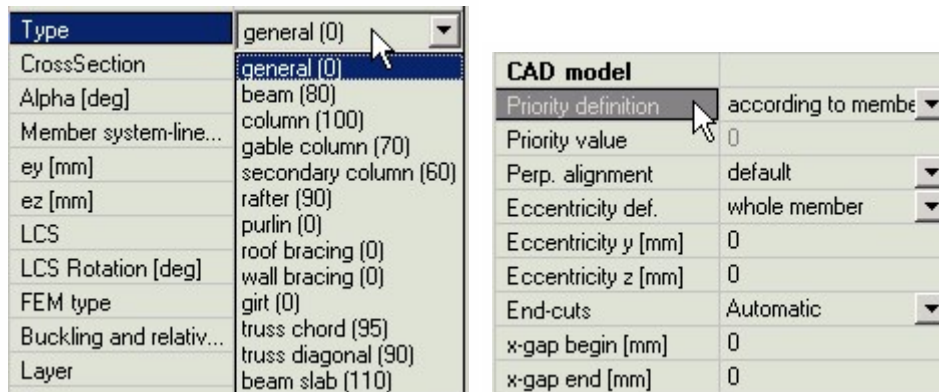 Type general (0)
CrossSection general (0)
Alpha [deg] beam (80)
Member system-line... column (100)
gable column (70)
ey [mm] secondary column (60)
ez [mm] rafter (90)
LCS purlin (0)
roof bracing (0)
LCS Rotation [deg] wall bracing (0)
FEM type girt (0)
Buckling and relativ... truss chord (95)
truss diagonal (90)
Layer beam slab (110)
CAD model
Priority definition according to membe
Priority value 0
Perp. alignment default
Eccentricity def. whole member
Eccentricity y [mm] 0
Eccentricity z [mm] 0
End-cuts Automatic
x-gap begin [mm] 0
x-gap end [mm] 0